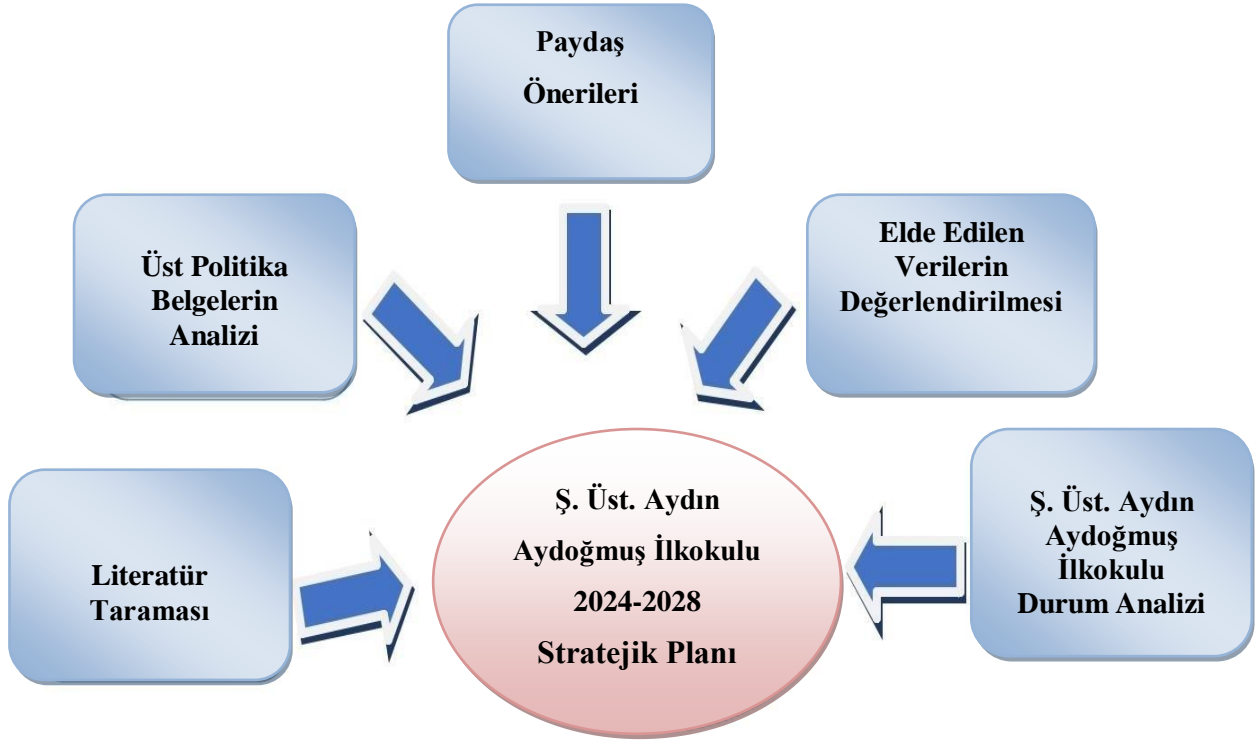 Paydaş
Önerileri
Üst Politika
Belgelerin
Analizi
Elde Edilen
Verilerin
Değerlendirilmesi
Literatür
Taraması
Ş. Üst. Aydın
Aydoğmuş İlkokulu
2024-2028
Stratejik Planı
Ş. Üst. Aydın
Aydoğmuş
İlkokulu
Durum Analizi